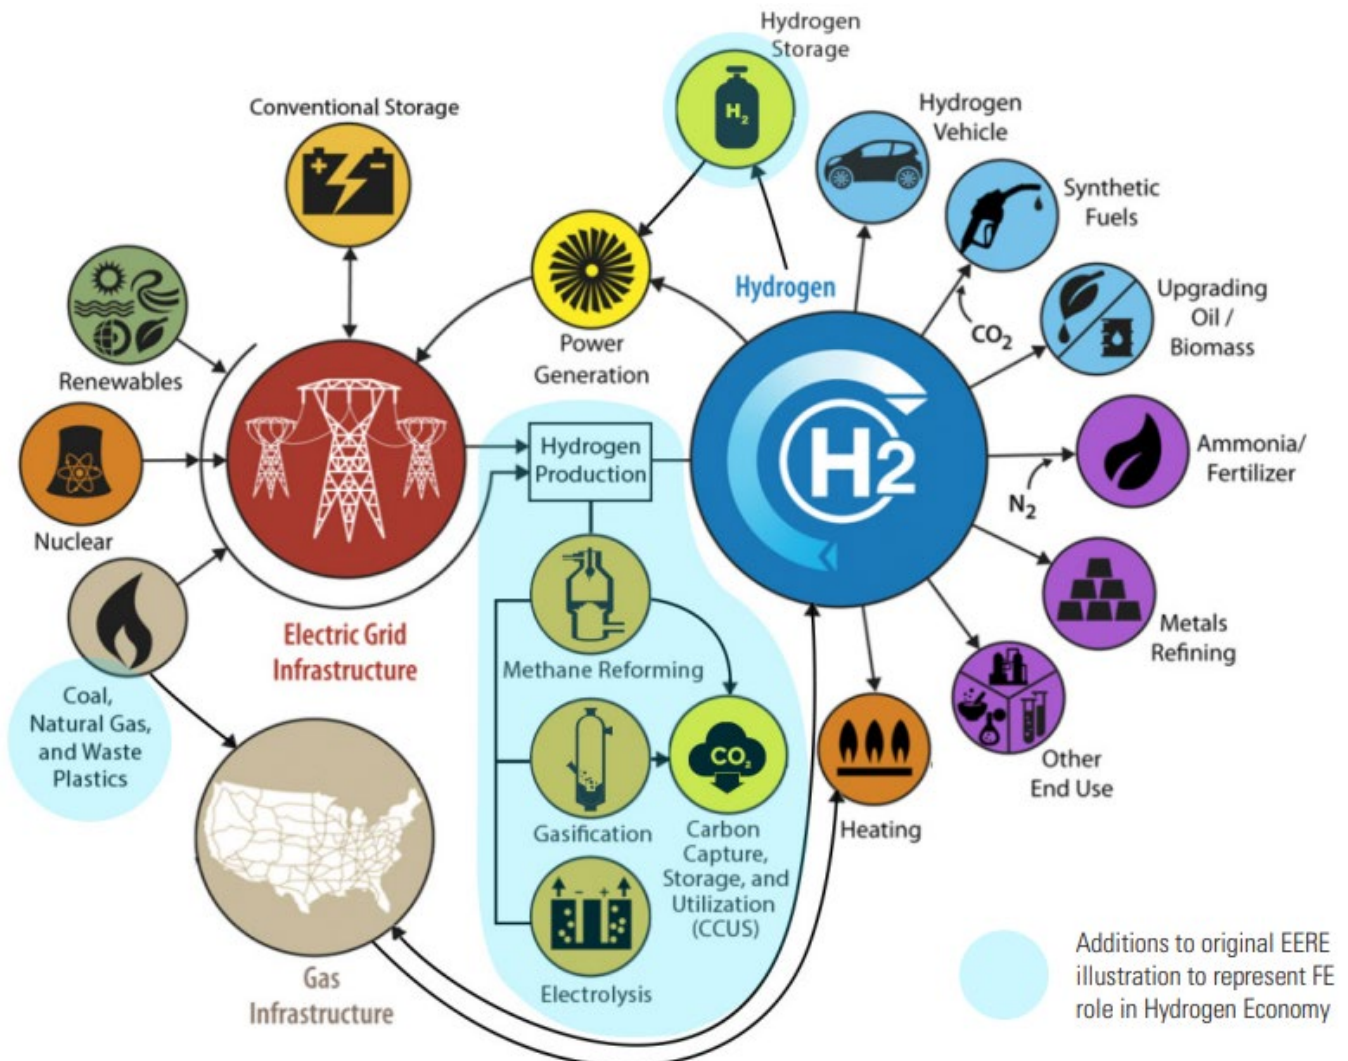 Hydrogen
Storage
H2
Conventional Storage
+ -
Hydrogen
Vehicle
Synthetic
Fuels
Renewables
Power
Generation
Hydrogen
CO2
Upgrading
Oil /
Biomass
Nuclear
Hydrogen
Production
H2
N2
Ammonia/
Fertilizer
Electric Grid
Infrastructure
Methane Reforming
Metals
Refining
Coal,
Natural Gas,
and Waste
Plastics
CO2
Other
End Use
Gasification
Carbon
Capture,
Storage, and
Utilization
(CCUS)
Heating
- +
Electrolysis
Gas
Infrastructure
Additions to original EERE
illustration to represent FE
role in Hydrogen Economy